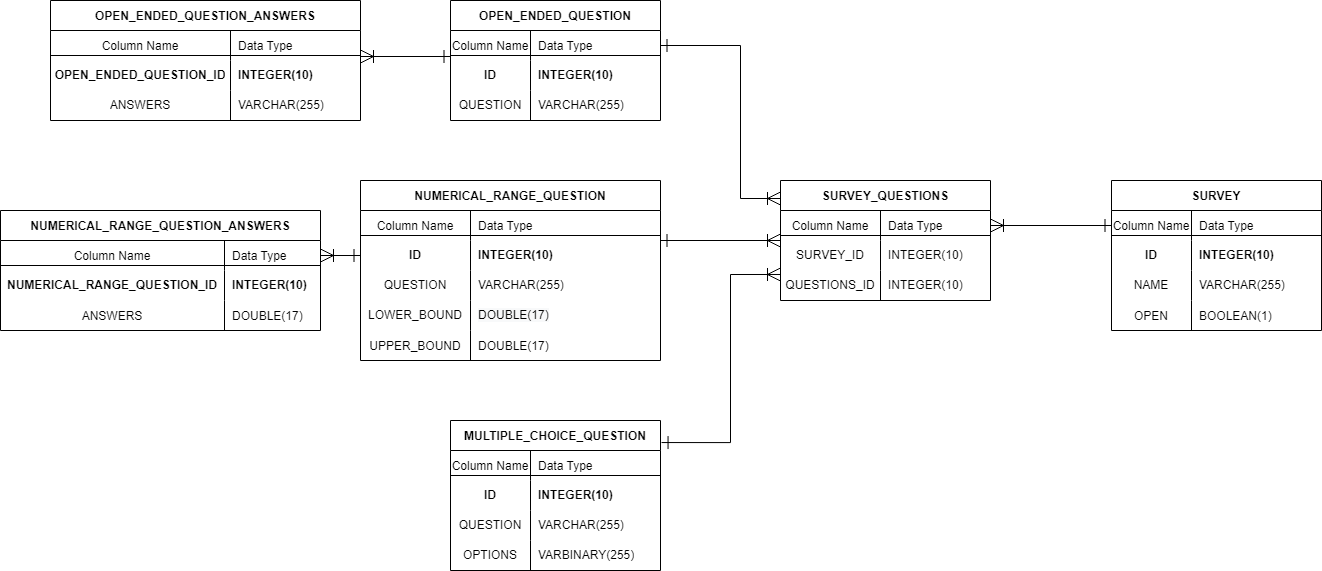 OPEN_ENDED_QUESTION_ANSWERS
Column Name Data Type
OPEN_ENDED_QUESTION_ID INTEGER(10)
ANSWERS VARCHAR(255)
OPEN_ENDED_QUESTION
Column Name Data Type
ID INTEGER(10)
QUESTION VARCHAR(255)
NUMERICAL_RANGE_QUESTION_ANSWERS
Column Name Data Type
NUMERICAL_RANGE_QUESTION_ID INTEGER(10)
ANSWERS DOUBLE(17)
NUMERICAL_RANGE_QUESTION
Column Name Data Type
ID INTEGER(10)
QUESTION VARCHAR(255)
LOWER_BOUND DOUBLE(17)
UPPER_BOUND DOUBLE(17)
SURVEY_QUESTIONS
Column Name Data Type
SURVEY_ID INTEGER(10)
QUESTIONS_ID INTEGER(10)
SURVEY
Column Name Data Type
ID INTEGER(10)
NAME VARCHAR(255)
OPEN BOOLEAN(1)
MULTIPLE_CHOICE_QUESTION
Column Name Data Type
ID INTEGER(10)
QUESTION VARCHAR(255)
OPTIONS VARBINARY(255)